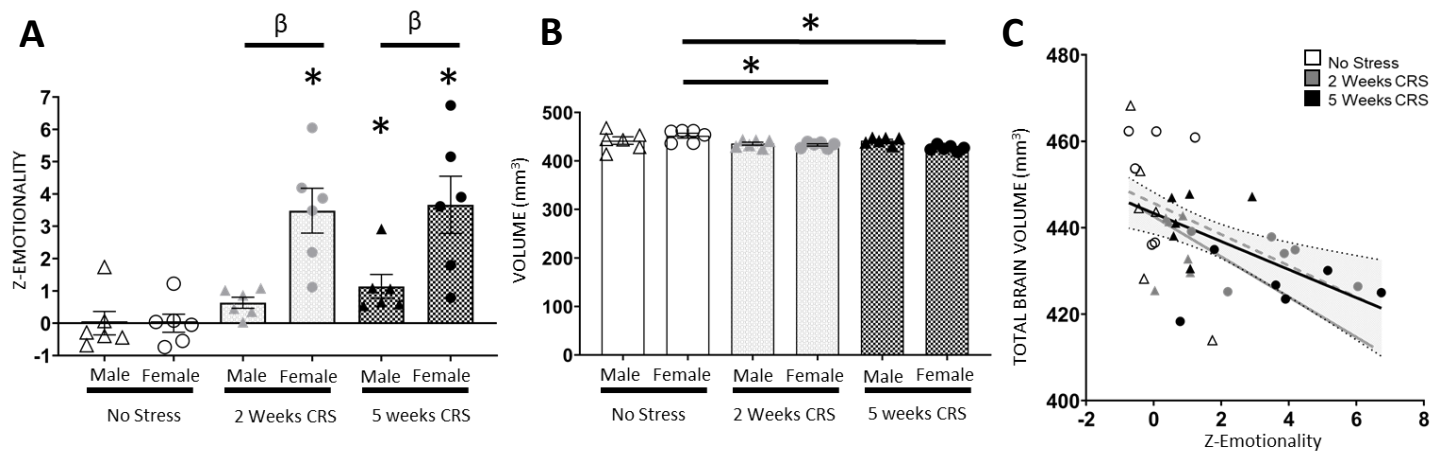 A
β
β
*
*
*
Z-EMOTIONALITY
7
6
5
4
3
2
1
0
-1
Male Female Male Female Male Female
No Stress 2 Weeks CRS 5 weeks CRS
B
*
*
VOLUME (mm³)
500
400
300
200
100
0
Male Female Male Female Male Female
No Stress 2 Weeks CRS 5 weeks CRS
C
No Stress
2 Weeks CRS
5 Weeks CRS
TOTAL BRAIN VOLUME (mm³)
480
460
440
420
400
-2 0 2 4 6 8
Z-Emotionality